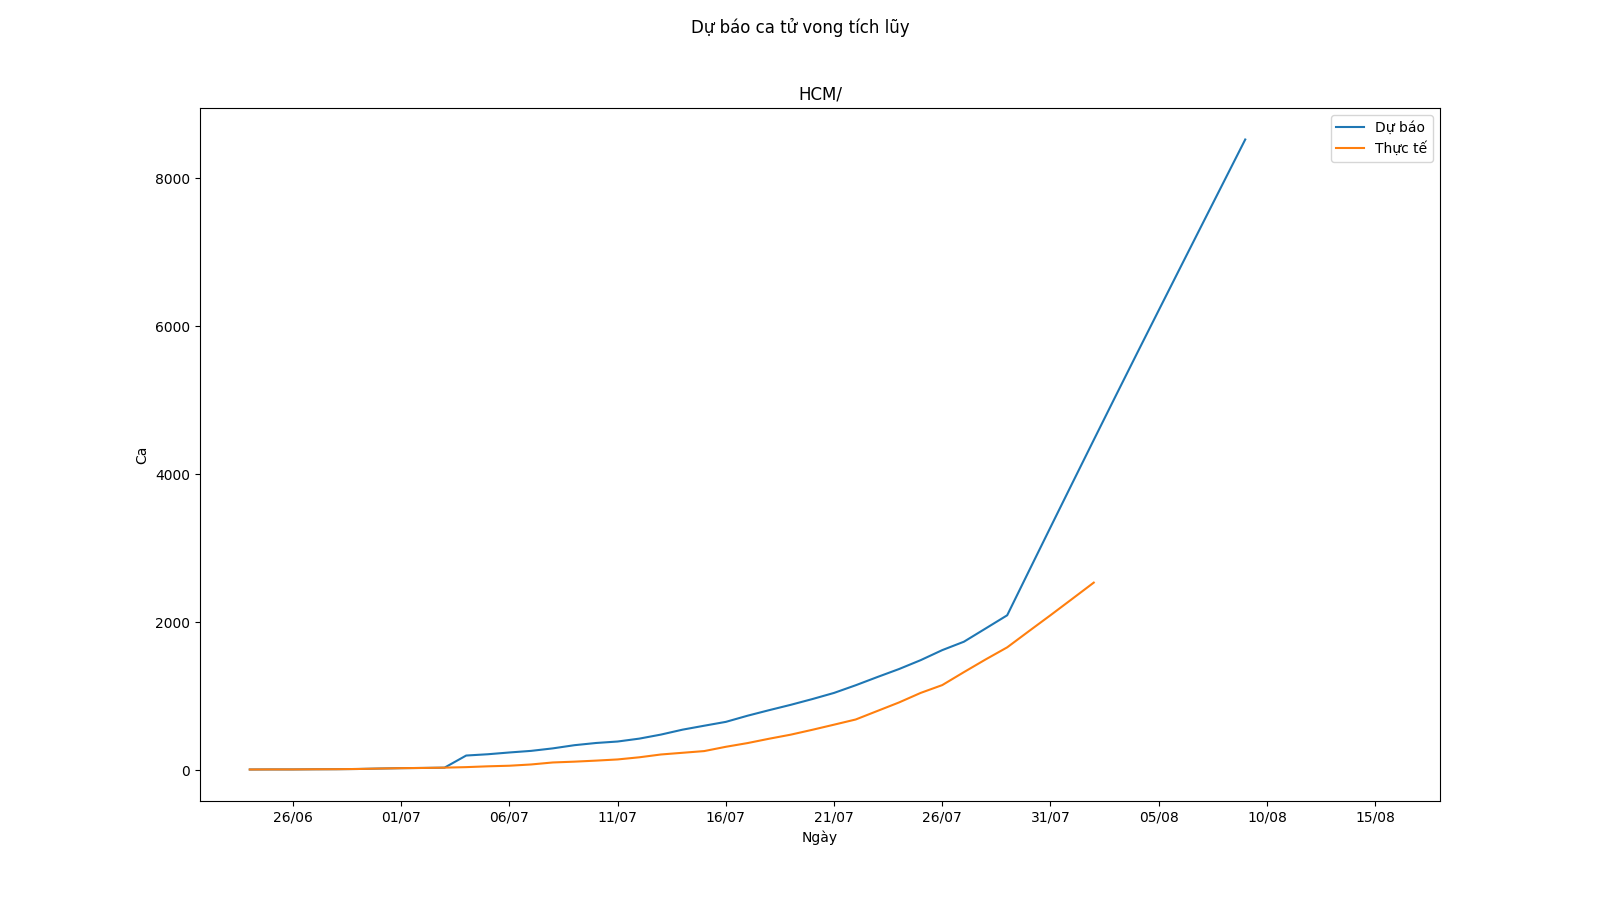 Dự báo ca tử vong tích lũy
HCM/
Dự báo
Thực tế
8000
6000
4000
2000
0
Ca
26/06
01/07
06/07
11/07
16/07
21/07
26/07
31/07
05/08
10/08
15/08
Ngày